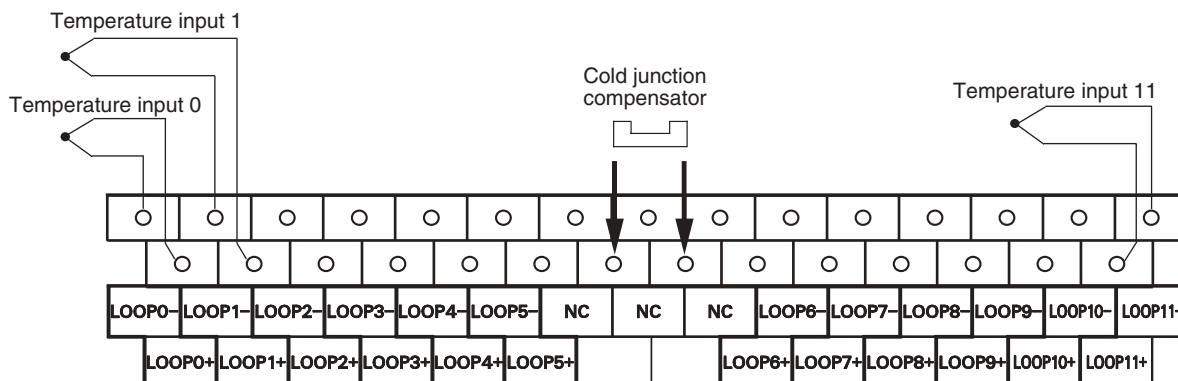 Temperature input 1
Temperature input 0
Cold junction
compensator
Temperature input 11
LOOP0− LOOP1− LOOP2− LOOP3− LOOP4− LOOP5− NC NC NC LOOP6− LOOP7− LOOP8− LOOP9− LOOP10− LOOP11−
LOOP0+ LOOP1+ LOOP2+ LOOP3+ LOOP4+ LOOP5+ LOOP6+ LOOP7+ LOOP8+ LOOP9+ LOOP10+ LOOP11+